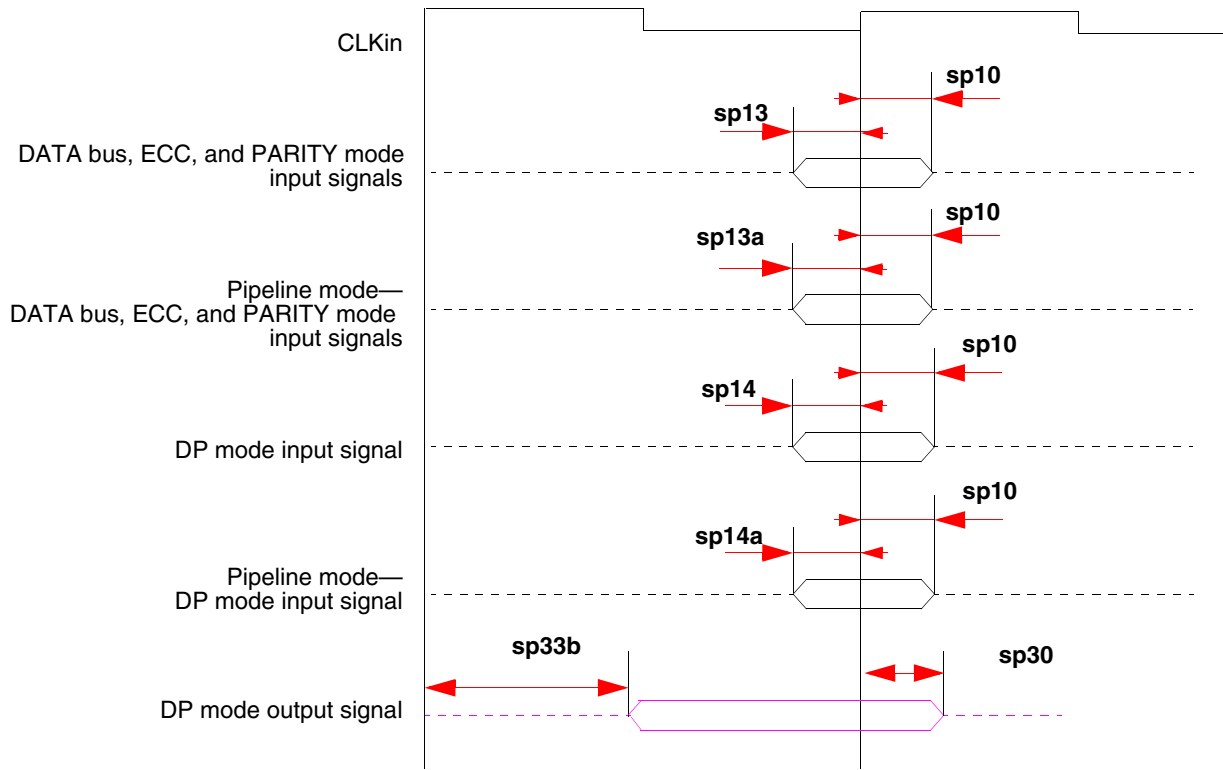 CLKin
sp10
sp13
DATA bus, ECC, and PARITY mode
input signals
sp10
sp13a
Pipeline mode—
DATA bus, ECC, and PARITY mode
input signals
sp10
sp14
DP mode input signal
sp10
sp14a
Pipeline mode—
DP mode input signal
sp33b
sp30
DP mode output signal